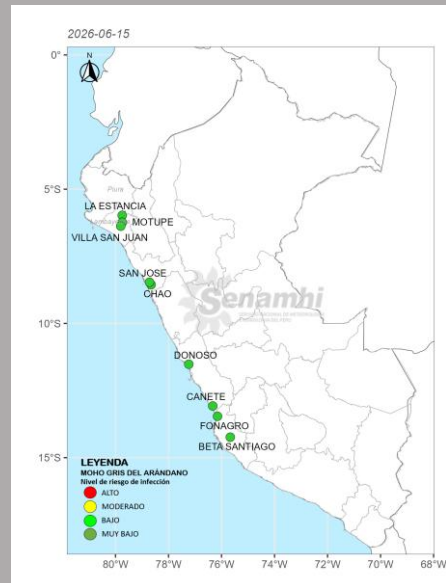 2026-06-15
N
0°
5°S
Piura
LA ESTANCIA
MOTUPE
VILLA SAN JUAN
SAN JOSE
CHAO
Senamhi
10°S
DONOSO
CANETE
FONAGRO
BETA SANTIAGO
15°S
LEYENDA
MOHO GRIS DEL ARÁNDANO
Nivel de riesgo de infección
ALTO
MODERADO
BAJO
MUY BAJO
80°W 78°W 76°W 74°W 72°W 70°W 68°W